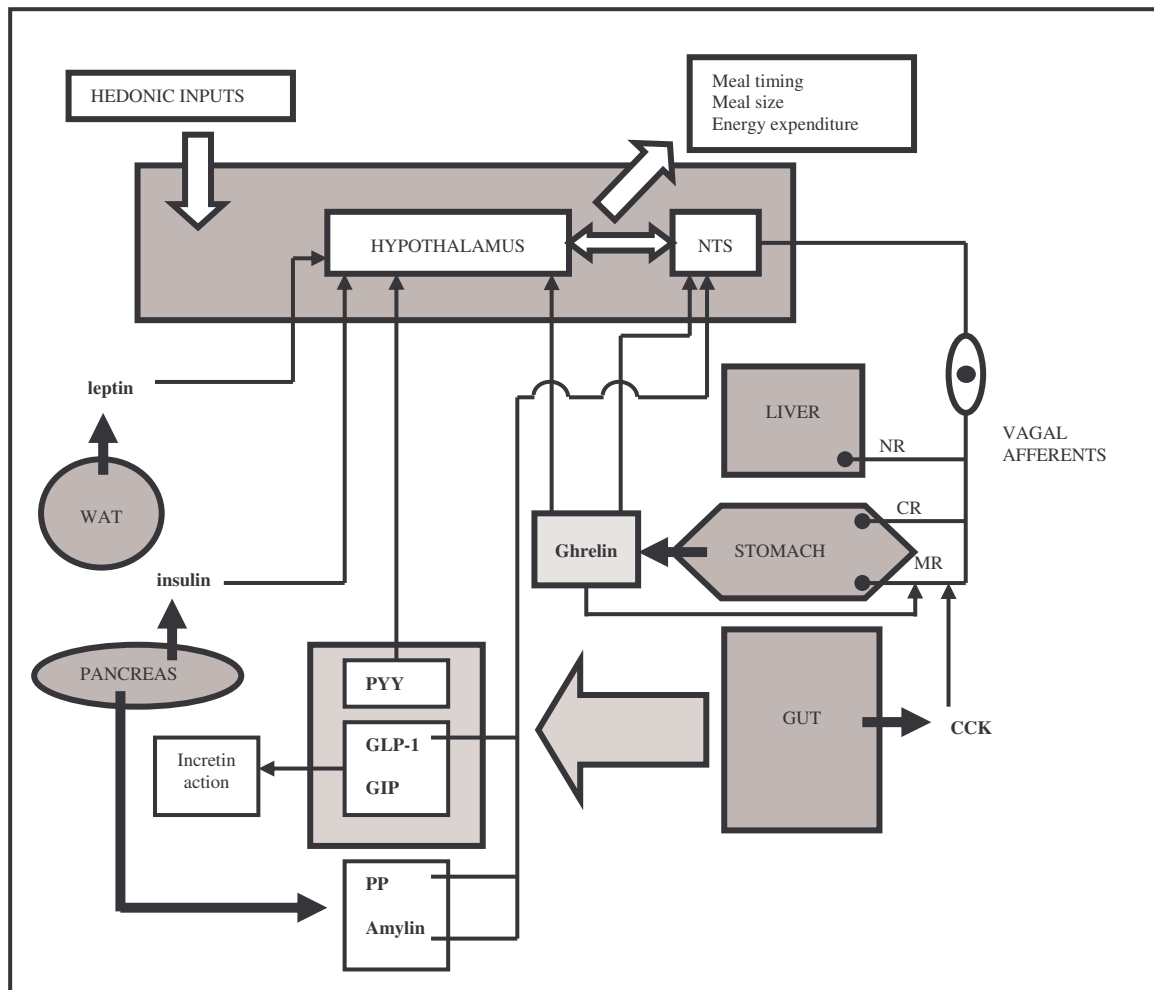 HEDONIC INPUTS
Meal timing
Meal size
Energy expenditure
HYPOTHALAMUS
NTS
leptin
WAT
LIVER
NR
VAGAL
AFFERENTS
CR
Ghrelin
STOMACH
MR
insulin
PANCREAS
PYY
GUT
CCK
GLP-1
Incretin
action
GIP
PP
Amylin